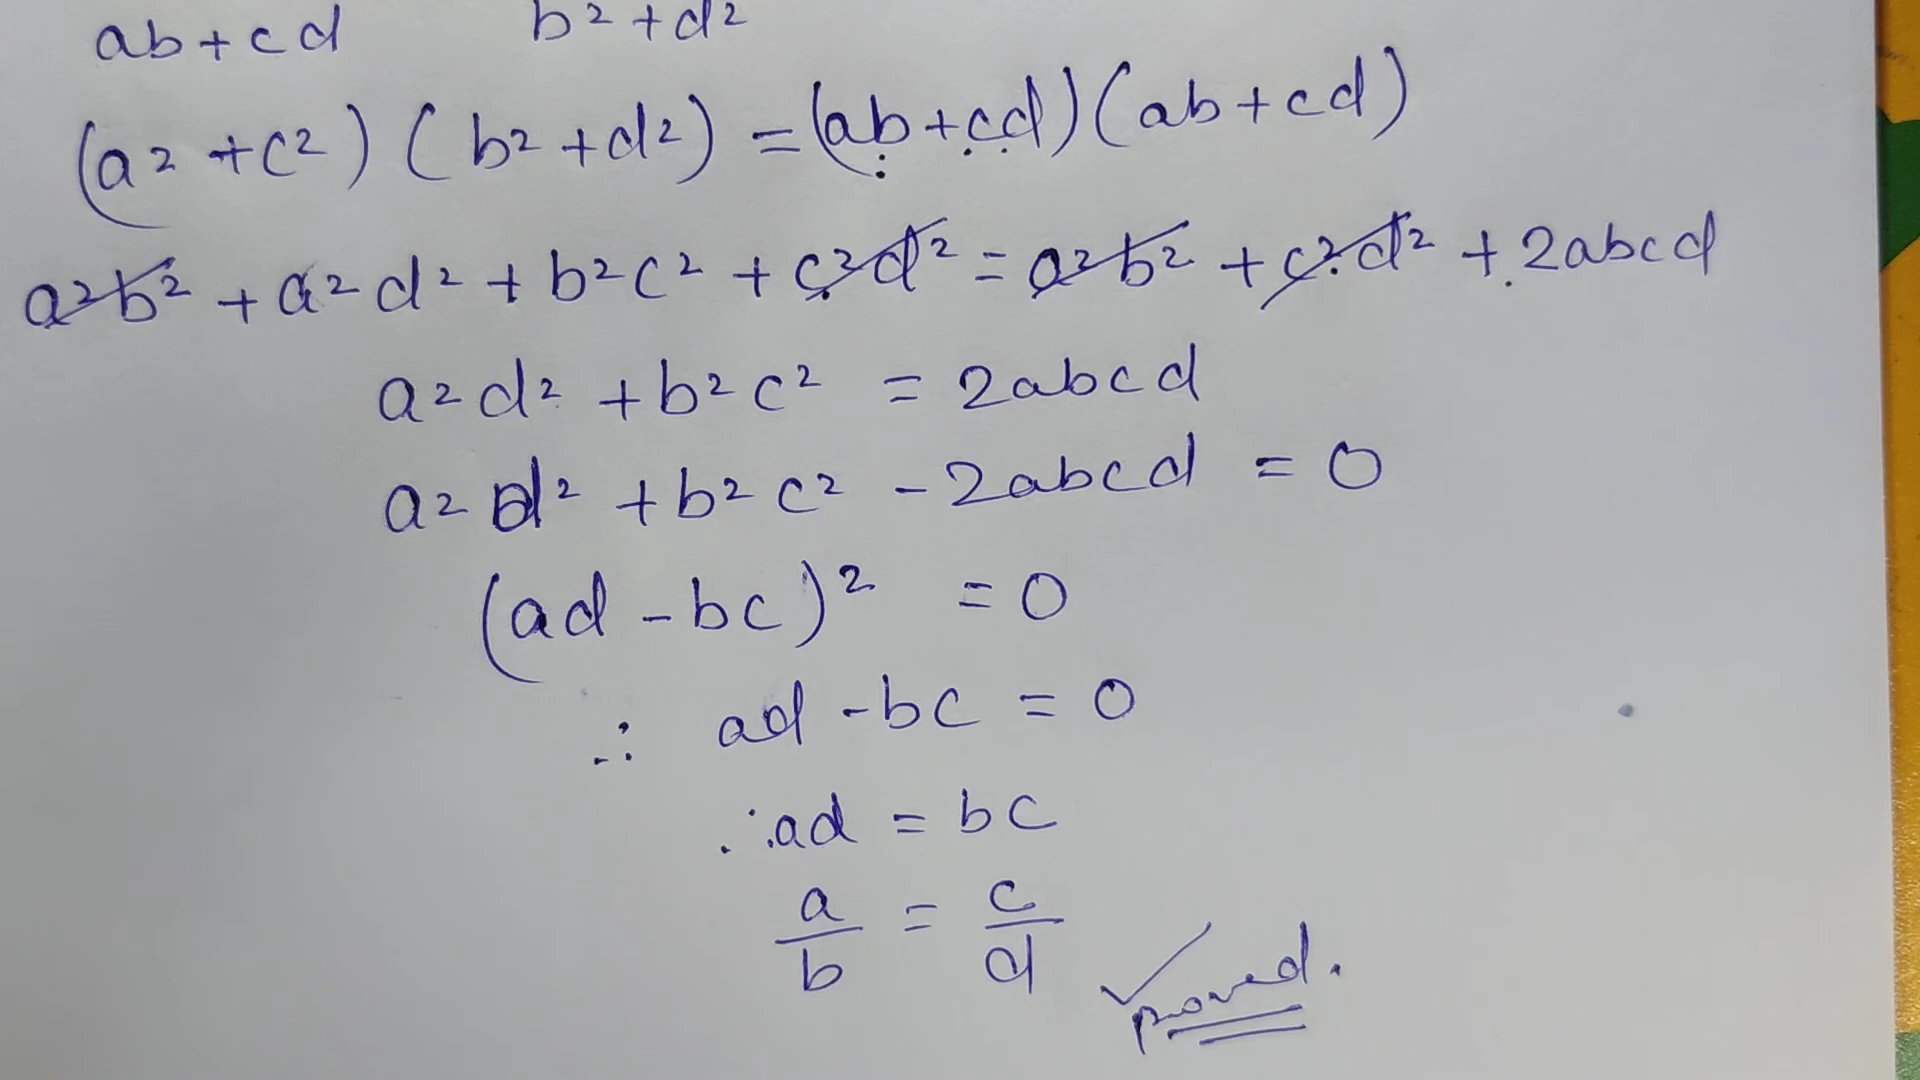 ab+cd b²+d²
(a²+c²)(b²+d²)=(ab+cd)(ab+cd)
a²b²+a²d²+b²c²+c²d²=a²b²+c²d²+2abcd
a²d²+b²c² = 2abcd
a²d²+b²c²-2abcd = 0
(ad-bc)² = 0
∴ ad-bc = 0
∴ad = bc
a/b = c/d
proved.